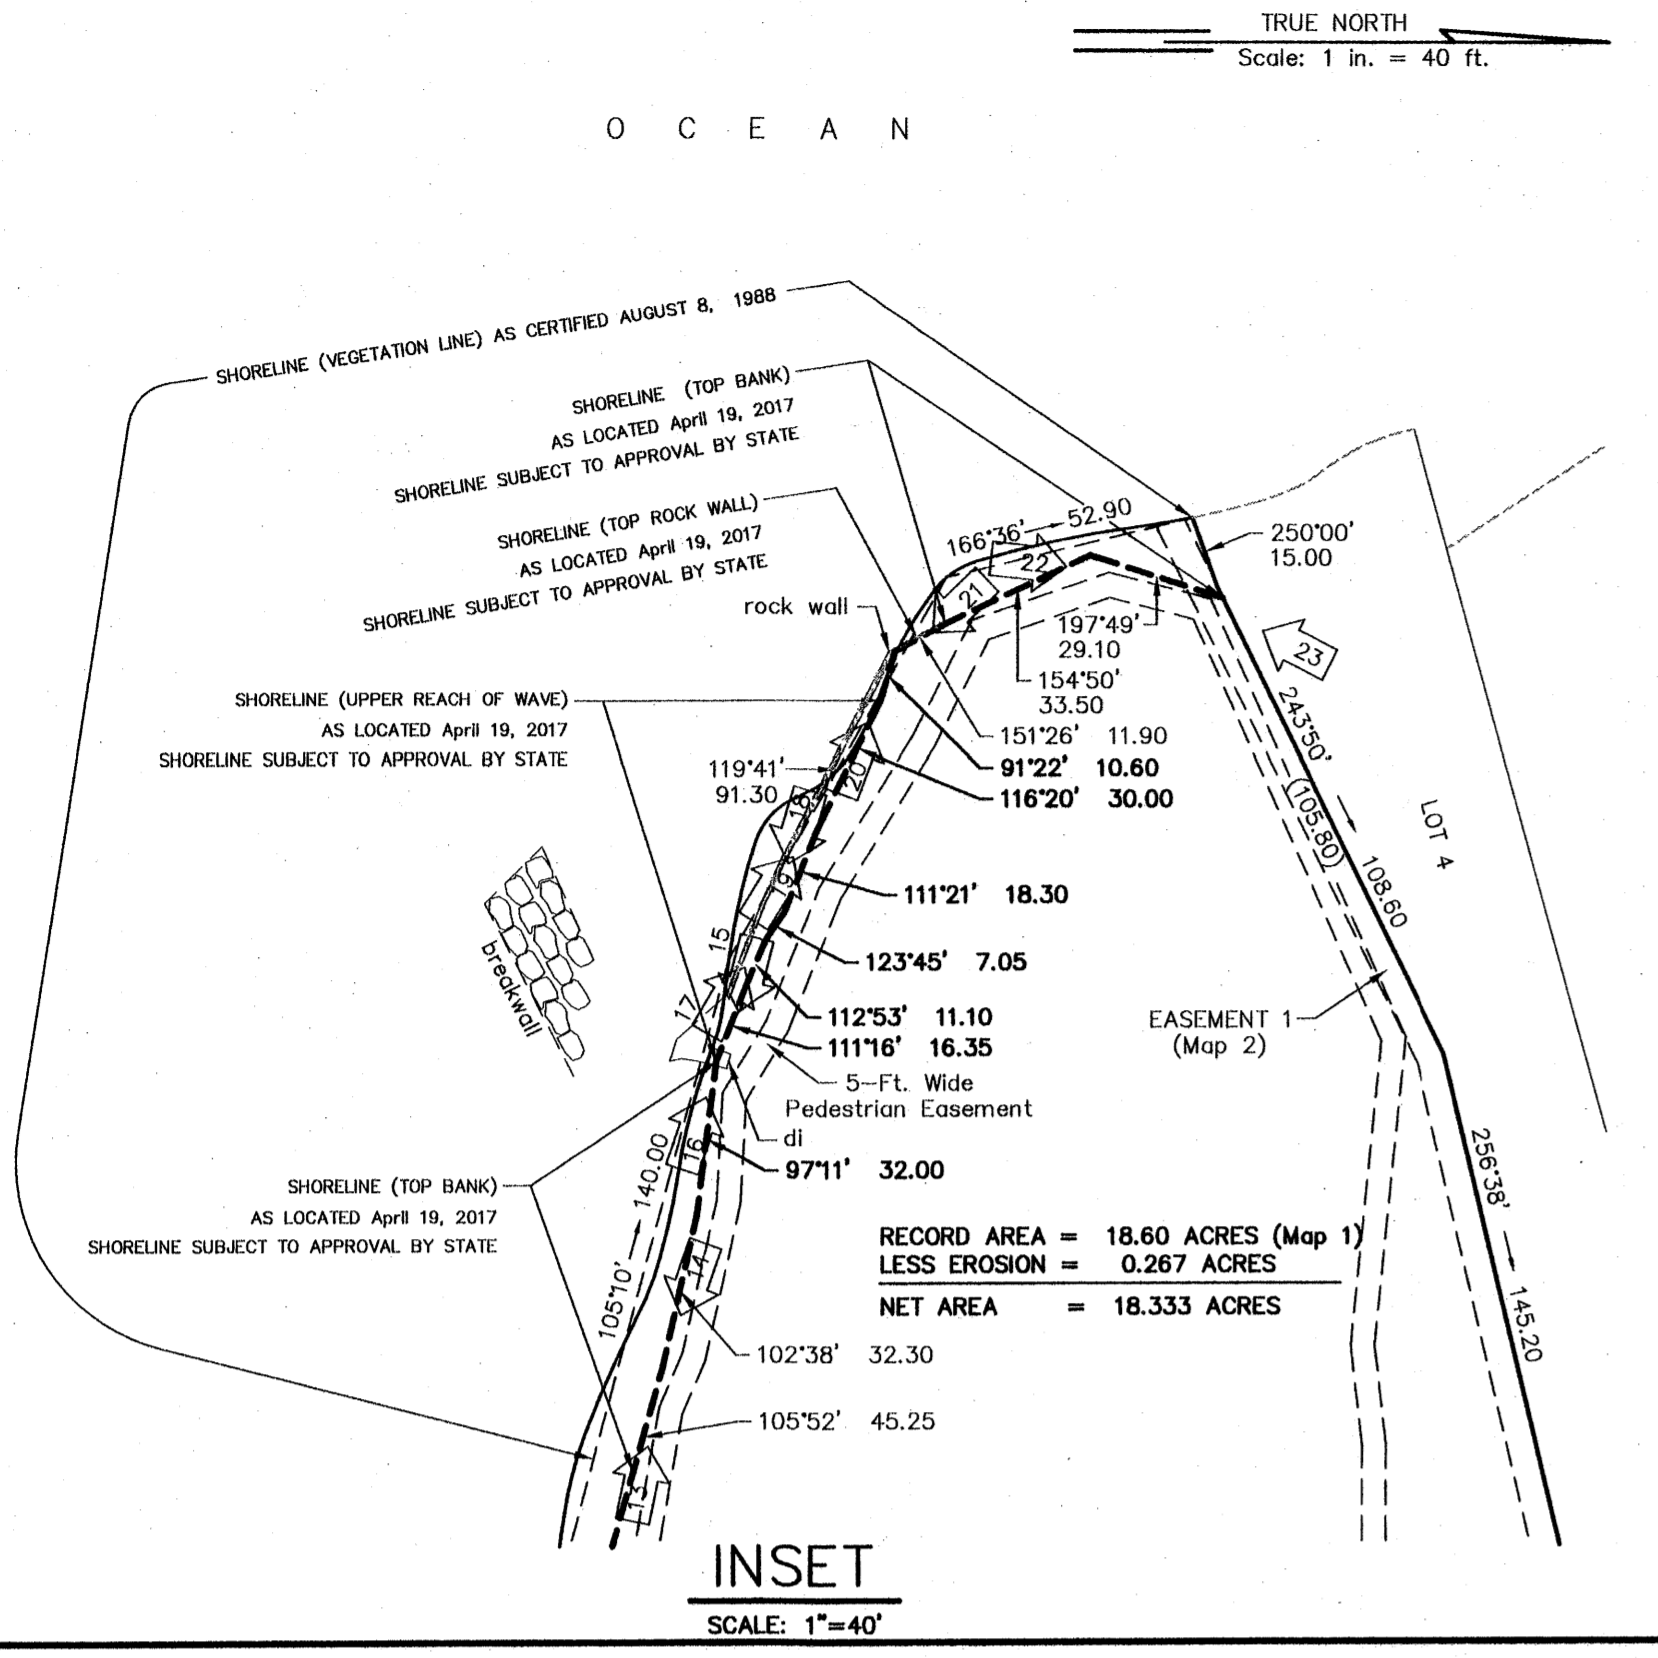 TRUE NORTH
Scale: 1 in. = 40 ft.
OCEAN
SHORELINE (VEGETATION LINE) AS CERTIFIED AUGUST 8, 1988
SHORELINE (TOP BANK)
AS LOCATED April 19, 2017
SHORELINE SUBJECT TO APPROVAL BY STATE
SHORELINE (TOP ROCK WALL)
AS LOCATED April 19, 2017
SHORELINE SUBJECT TO APPROVAL BY STATE
rock wall
166°36' 52.90
250°00'
15.00
22
21
23
197°49'
29.10
154°50'
33.50
151°26' 11.90
91°22' 10.60
116°20' 30.00
SHORELINE (UPPER REACH OF WAVE)
AS LOCATED April 19, 2017
SHORELINE SUBJECT TO APPROVAL BY STATE
119°41'
91.30
20
18
243°50' 108.60
(105.80)
LOT 4
111°21' 18.30
15
123°45' 7.05
breakwall
17
112°53' 11.10
111°16' 16.35
EASEMENT 1
(Map 2)
5-Ft. Wide
Pedestrian Easement
di
16
97°11' 32.00
105°10' 140.00
256°38' 145.20
SHORELINE (TOP BANK)
AS LOCATED April 19, 2017
SHORELINE SUBJECT TO APPROVAL BY STATE
RECORD AREA = 18.60 ACRES (Map 1)
LESS EROSION = 0.267 ACRES
NET AREA = 18.333 ACRES
14
102°38' 32.30
105°52' 45.25
13
INSET
SCALE: 1"=40'